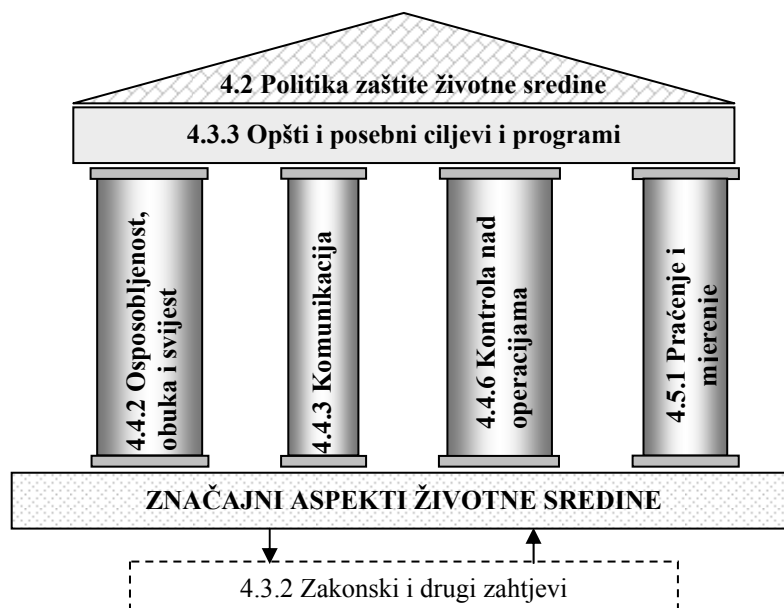 4.2 Politika zaštite životne sredine
4.3.3 Opšti i posebni ciljevi i programi
4.4.2 Osposobljenost,
obuka i svijest
4.4.3 Komunikacija
4.4.6 Kontrola nad
operacijama
4.5.1 Praćenje i
mjerenje
ZNAČAJNI ASPEKTI ŽIVOTNE SREDINE
4.3.2 Zakonski i drugi zahtjevi